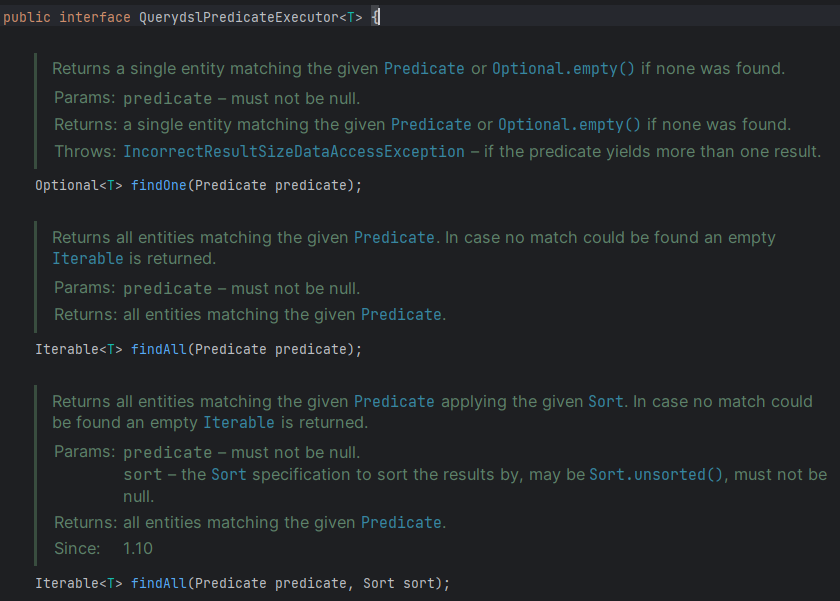 public interface QuerydslPredicateExecutor<T> {
Returns a single entity matching the given Predicate or Optional.empty() if none was found.
Params: predicate – must not be null.
Returns: a single entity matching the given Predicate or Optional.empty() if none was found.
Throws: IncorrectResultSizeDataAccessException – if the predicate yields more than one result.
Optional<T> findOne(Predicate predicate);
Returns all entities matching the given Predicate. In case no match could be found an empty
Iterable is returned.
Params: predicate – must not be null.
Returns: all entities matching the given Predicate.
Iterable<T> findAll(Predicate predicate);
Returns all entities matching the given Predicate applying the given Sort. In case no match could
be found an empty Iterable is returned.
Params: predicate – must not be null.
sort – the Sort specification to sort the results by, may be Sort.unsorted(), must not be
null.
Returns: all entities matching the given Predicate.
Since: 1.10
Iterable<T> findAll(Predicate predicate, Sort sort);